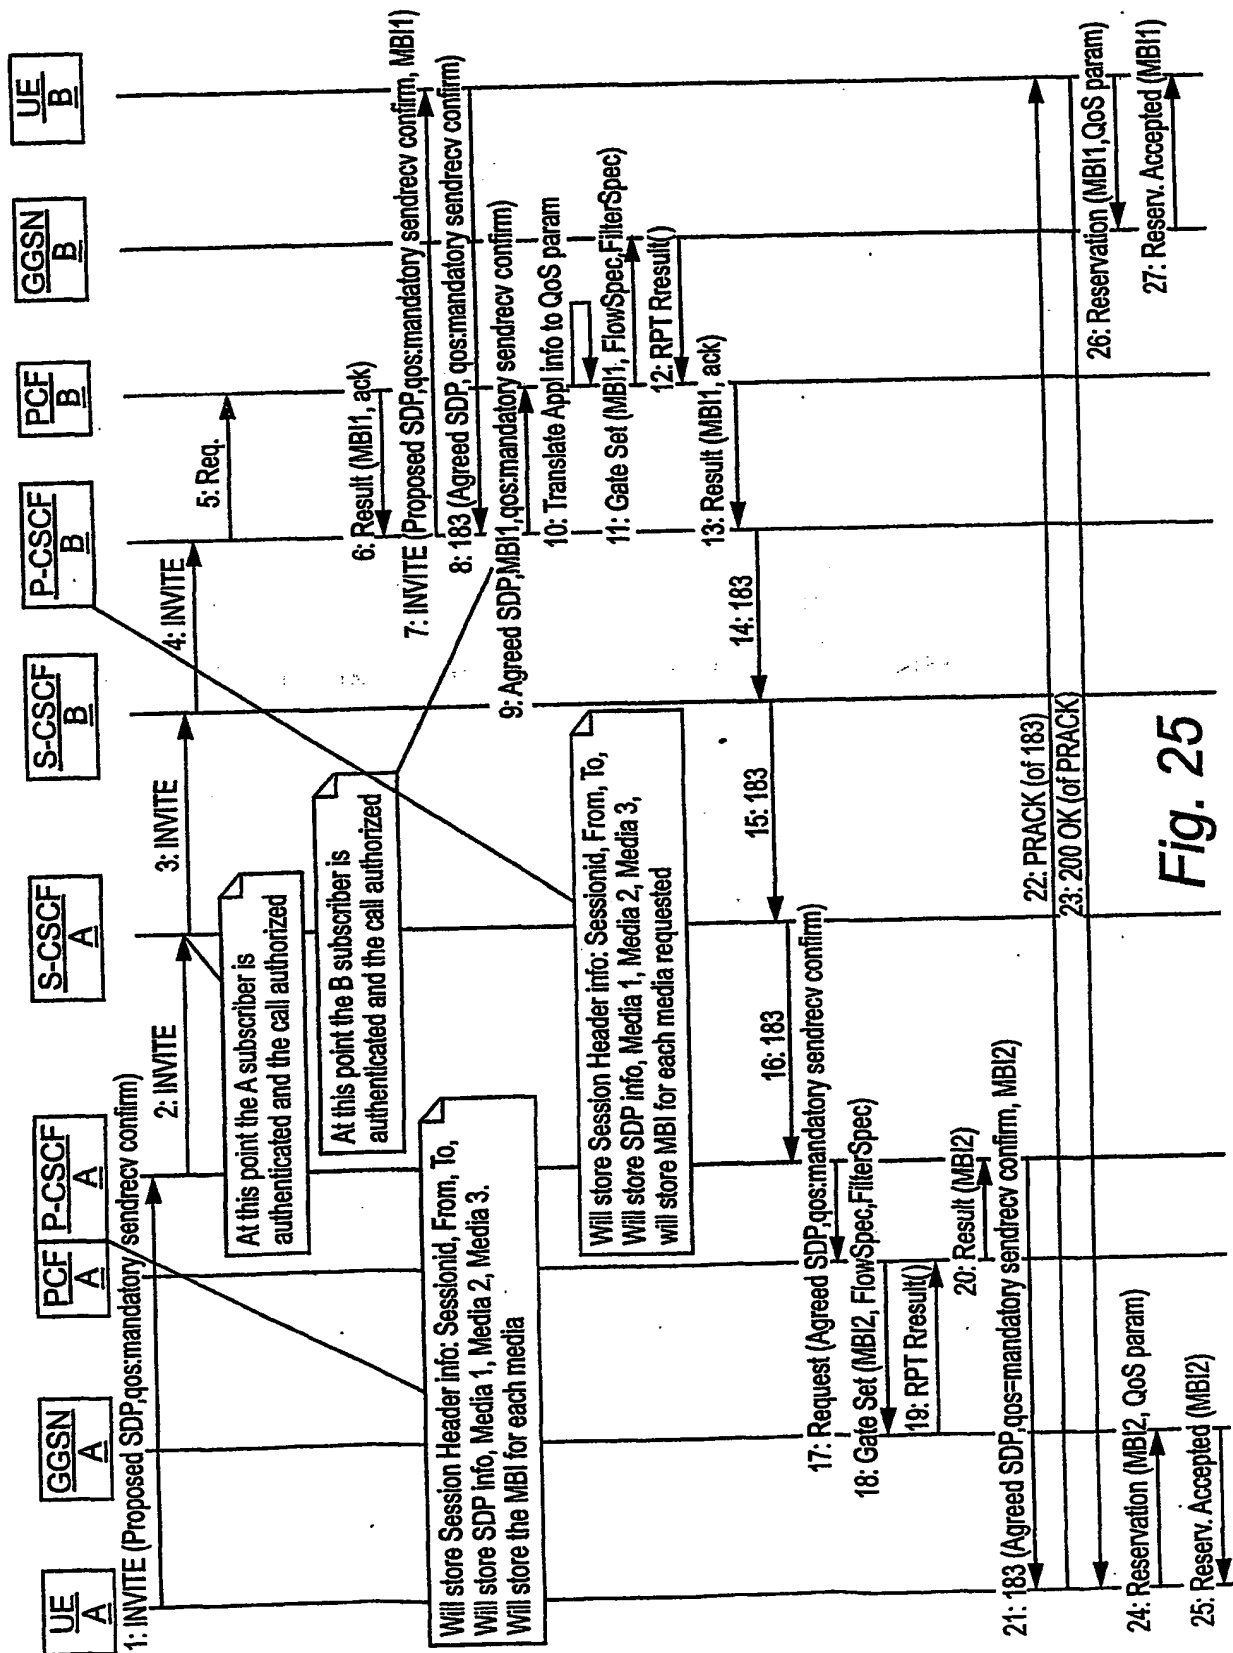 UE
A
GGSN
A
PCF
A
P-CSCF
A
S-CSCF
A
S-CSCF
B
P-CSCF
B
PCF
B
GGSN
B
UE
B
1: INVITE (Proposed SDP,qos:mandatory sendrecv confirm)
2: INVITE
3: INVITE
4: INVITE
5: Req.
At this point the A subscriber is
authenticated and the call authorized
At this point the B subscriber is
authenticated and the call authorized
6: Result (MBI1, ack)
7: INVITE (Proposed SDP,qos:mandatory sendrecv confirm, MBI1)
8: 183 (Agreed SDP, qos:mandatory sendrecv confirm)
9: Agreed SDP,MBI1,qos:mandatory sendrecv confirm)
Will store Session Header info: Sessionid, From, To,
Will store SDP info, Media 1, Media 2, Media 3.
Will store the MBI for each media
10: Translate Appl info to QoS param
11: Gate Set (MBI1, FlowSpec,FilterSpec)
12: RPT Rresult()
13: Result (MBI1, ack)
Will store Session Header info: Sessionid, From, To,
Will store SDP info, Media 1, Media 2, Media 3,
will store MBI for each media requested
14: 183
15: 183
16: 183
17: Request (Agreed SDP,qos:mandatory sendrecv confirm)
18: Gate Set (MBI2, FlowSpec,FilterSpec)
19: RPT Rresult()
20: Result (MBI2)
21: 183 (Agreed SDP,qos=mandatory sendrecv confirm, MBI2)
22: PRACK (of 183)
23: 200 OK (of PRACK)
24: Reservation (MBI2, QoS param)
25: Reserv. Accepted (MBI2)
26: Reservation (MBI1,QoS param)
27: Reserv. Accepted (MBI1)
Fig. 25